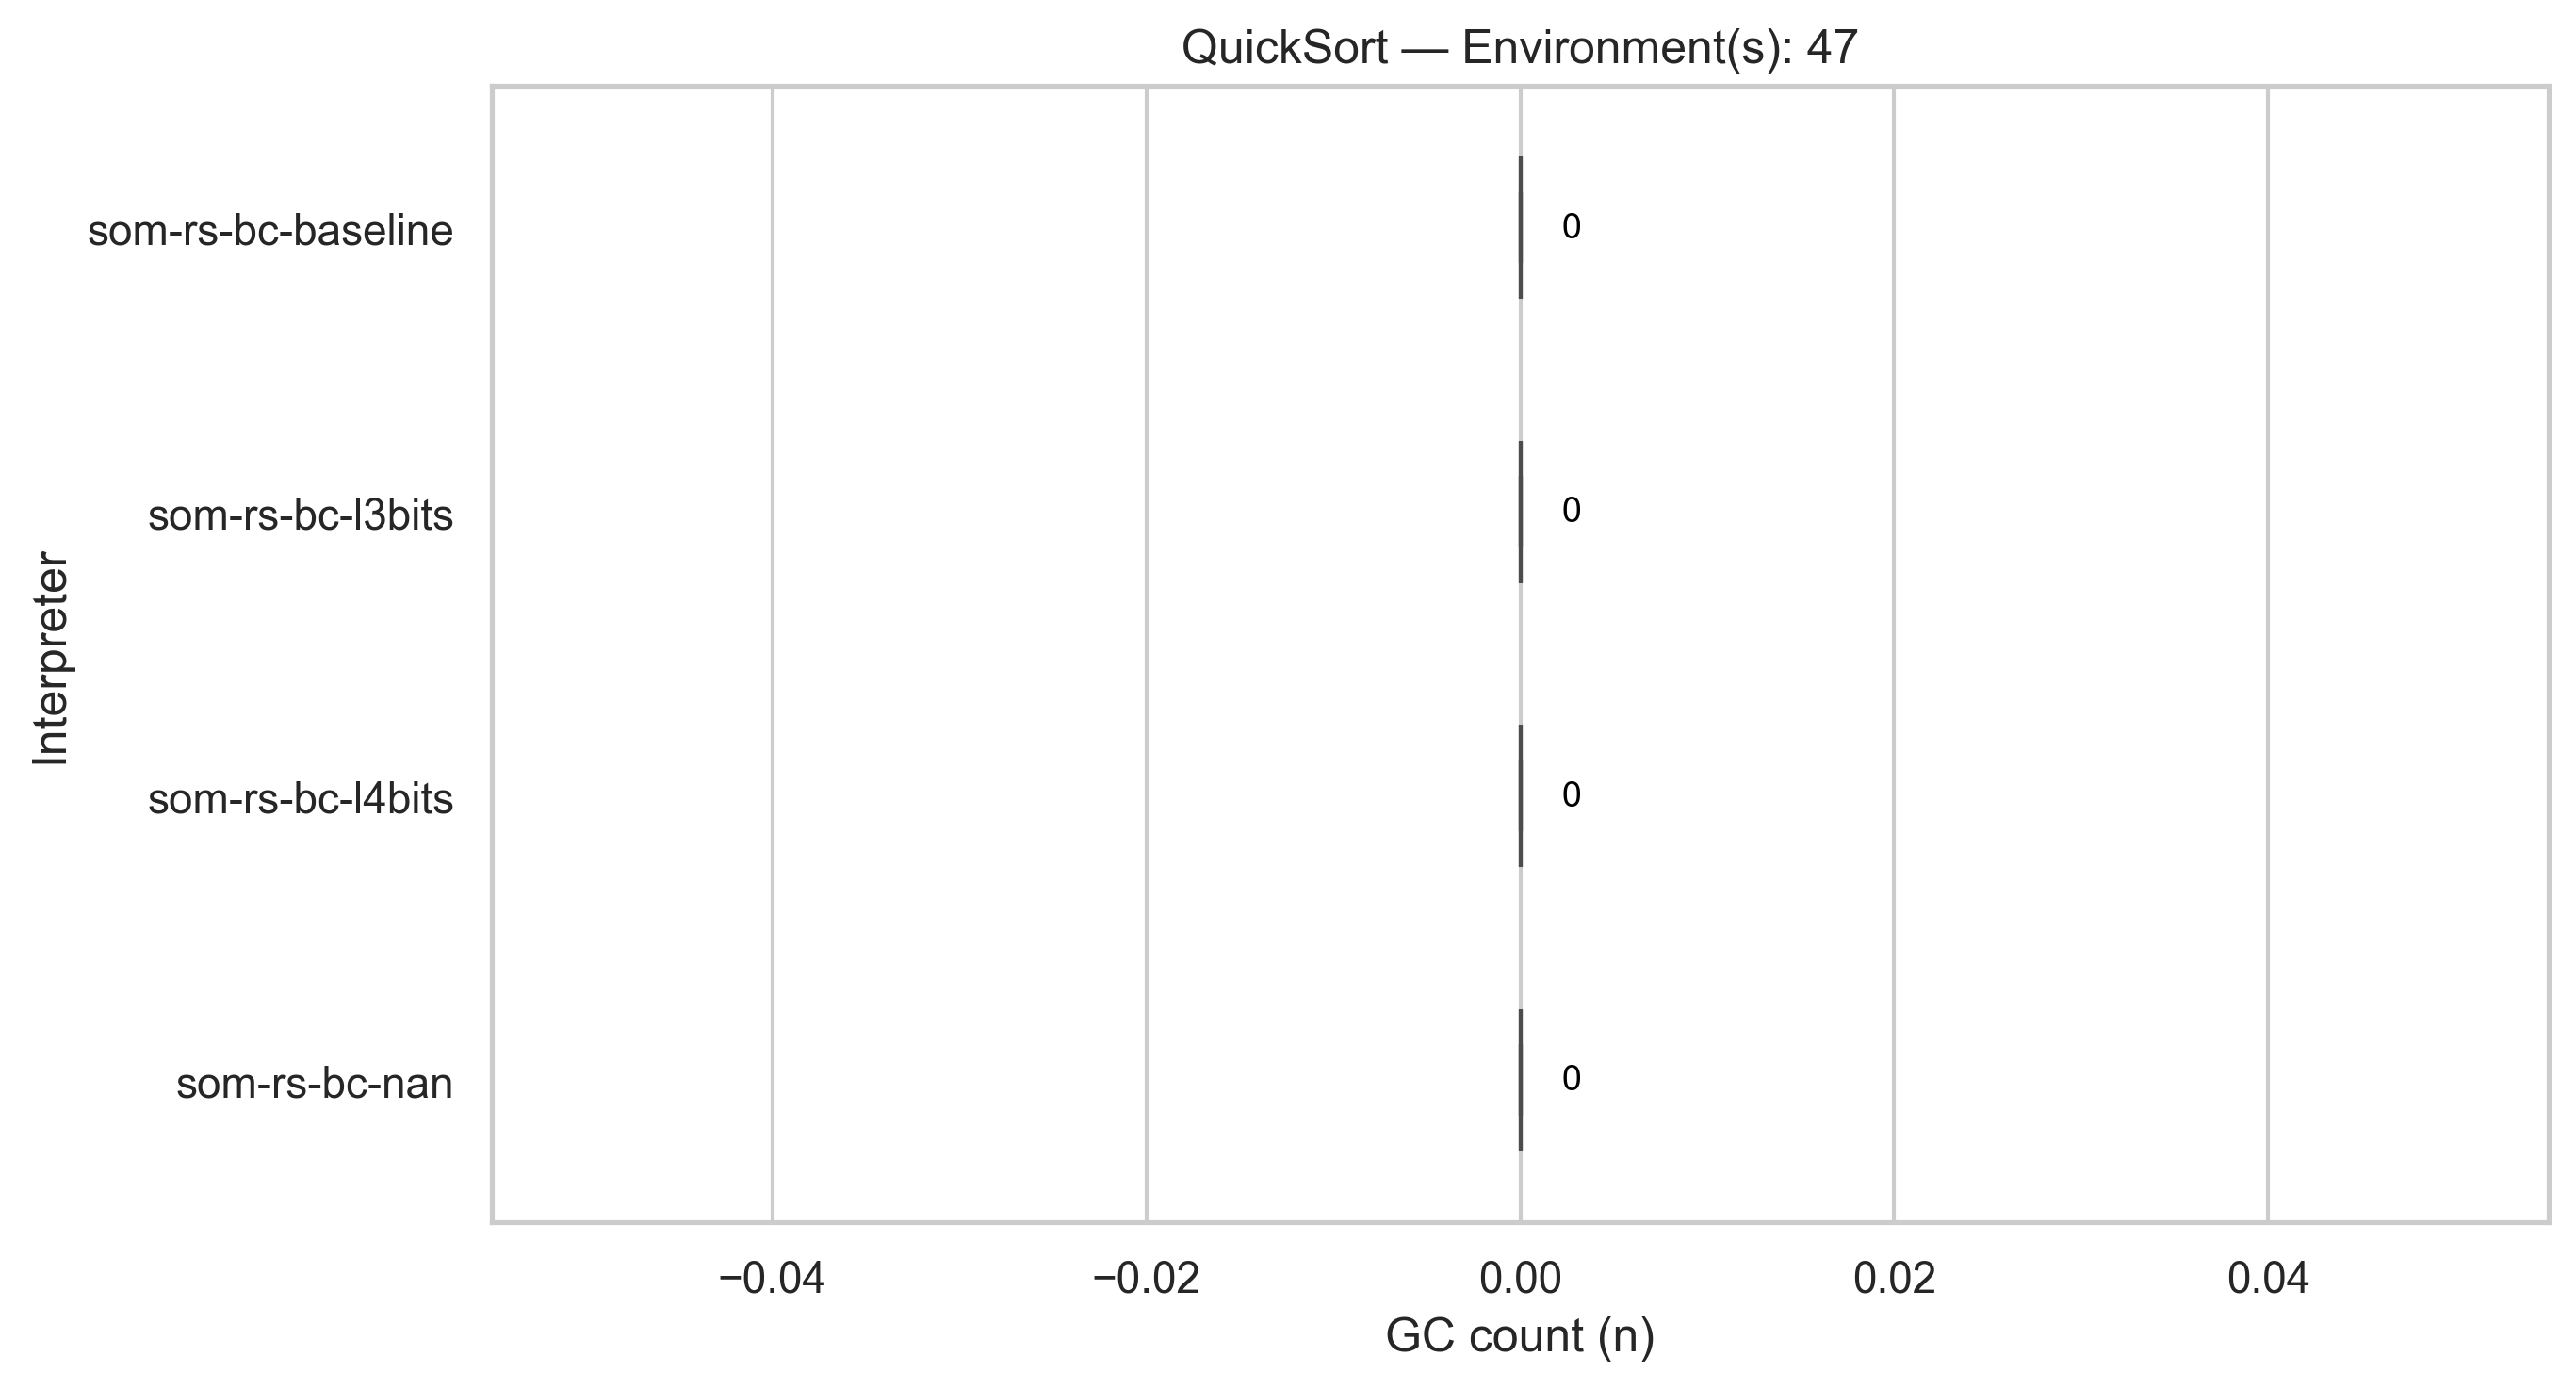 QuickSort — Environment(s): 47
som-rs-bc-baseline
0
som-rs-bc-l3bits
0
som-rs-bc-l4bits
0
som-rs-bc-nan
0
Interpreter
−0.04
−0.02
0.00
0.02
0.04
GC count (n)